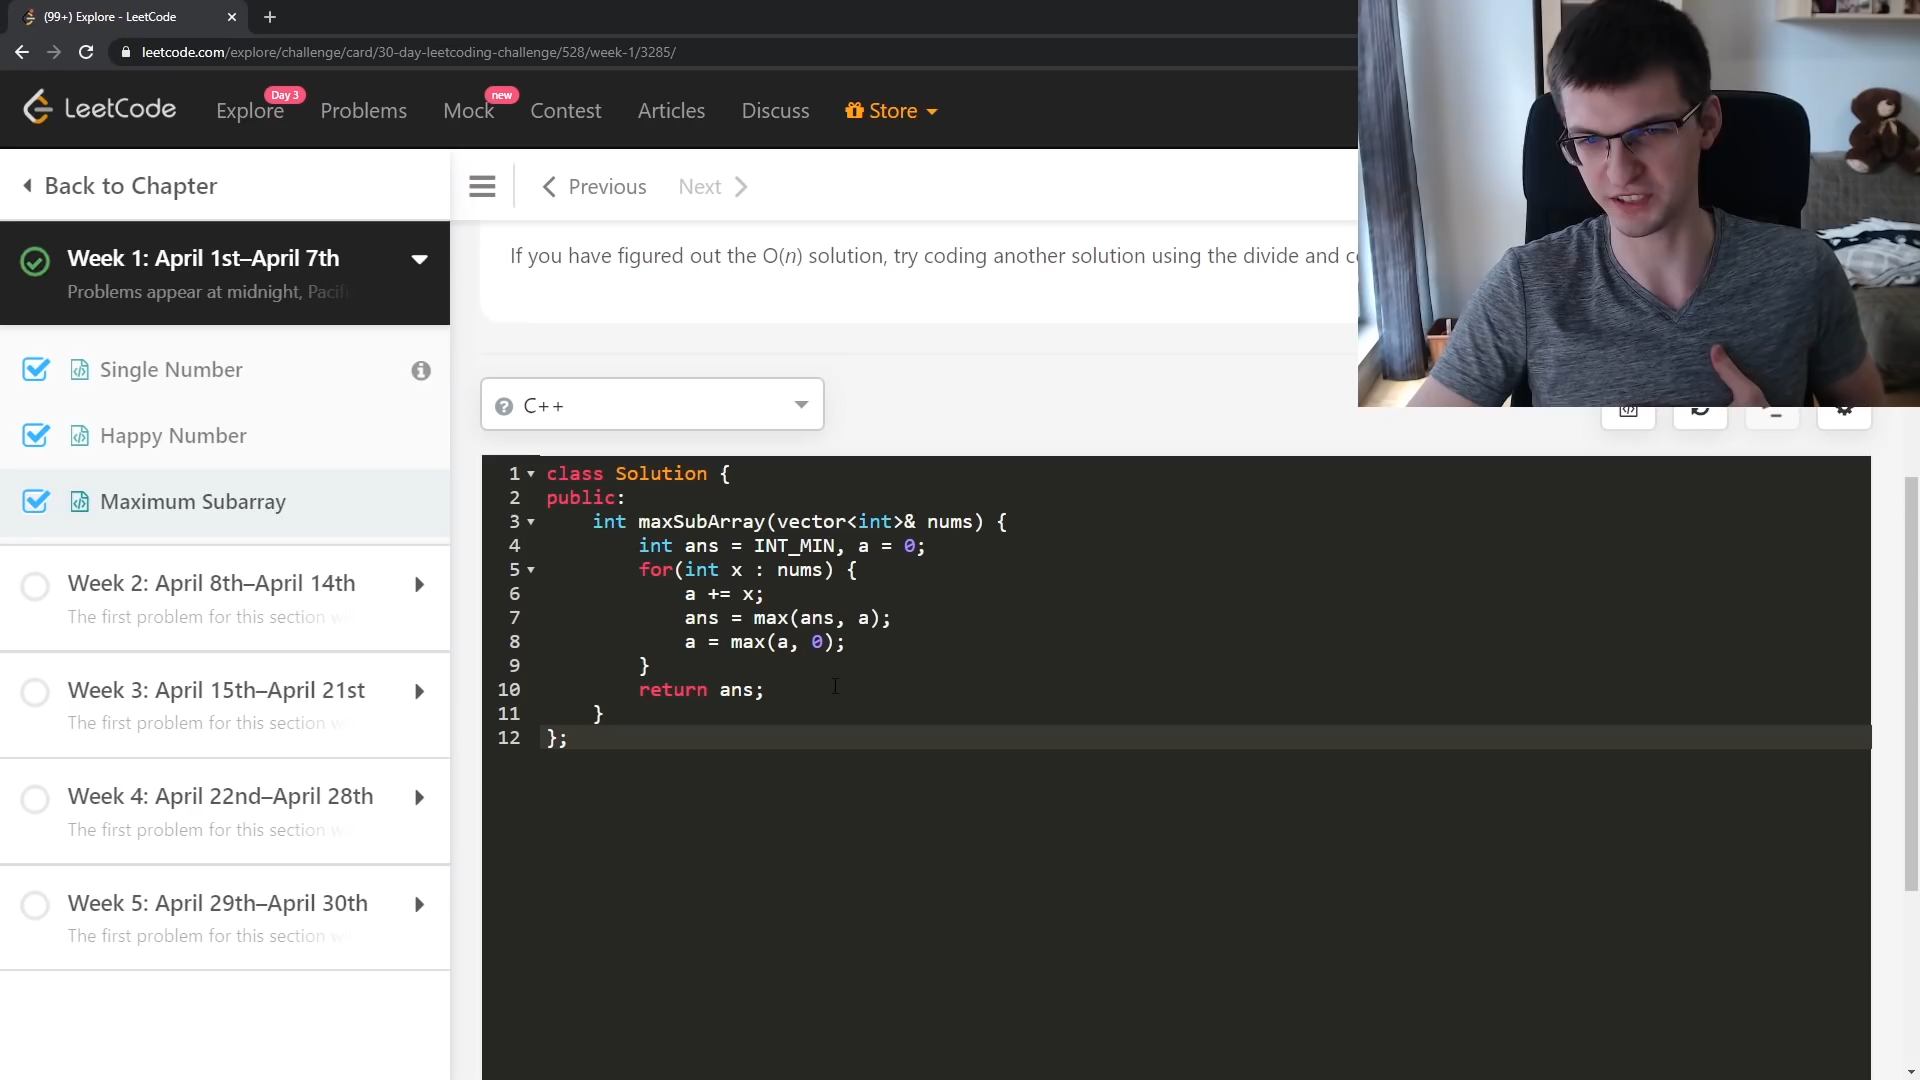 (99+) Explore - LeetCode
leetcode.com/explore/challenge/card/30-day-leetcoding-challenge/528/week-1/3285/
LeetCode
Explore
Day 3
Problems
Mock
new
Contest
Articles
Discuss
Store
Back to Chapter
Previous
Next
Week 1: April 1st–April 7th
Problems appear at midnight, Pacifi
Single Number
Happy Number
Maximum Subarray
Week 2: April 8th–April 14th
The first problem for this section w
Week 3: April 15th–April 21st
The first problem for this section w
Week 4: April 22nd–April 28th
The first problem for this section w
Week 5: April 29th–April 30th
The first problem for this section w
If you have figured out the O(n) solution, try coding another solution using the divide and c
C++
1 class Solution {
2 public:
3 int maxSubArray(vector<int>& nums) {
4 int ans = INT_MIN, a = 0;
5 for(int x : nums) {
6 a += x;
7 ans = max(ans, a);
8 a = max(a, 0);
9 }
10 return ans;
11 }
12 };